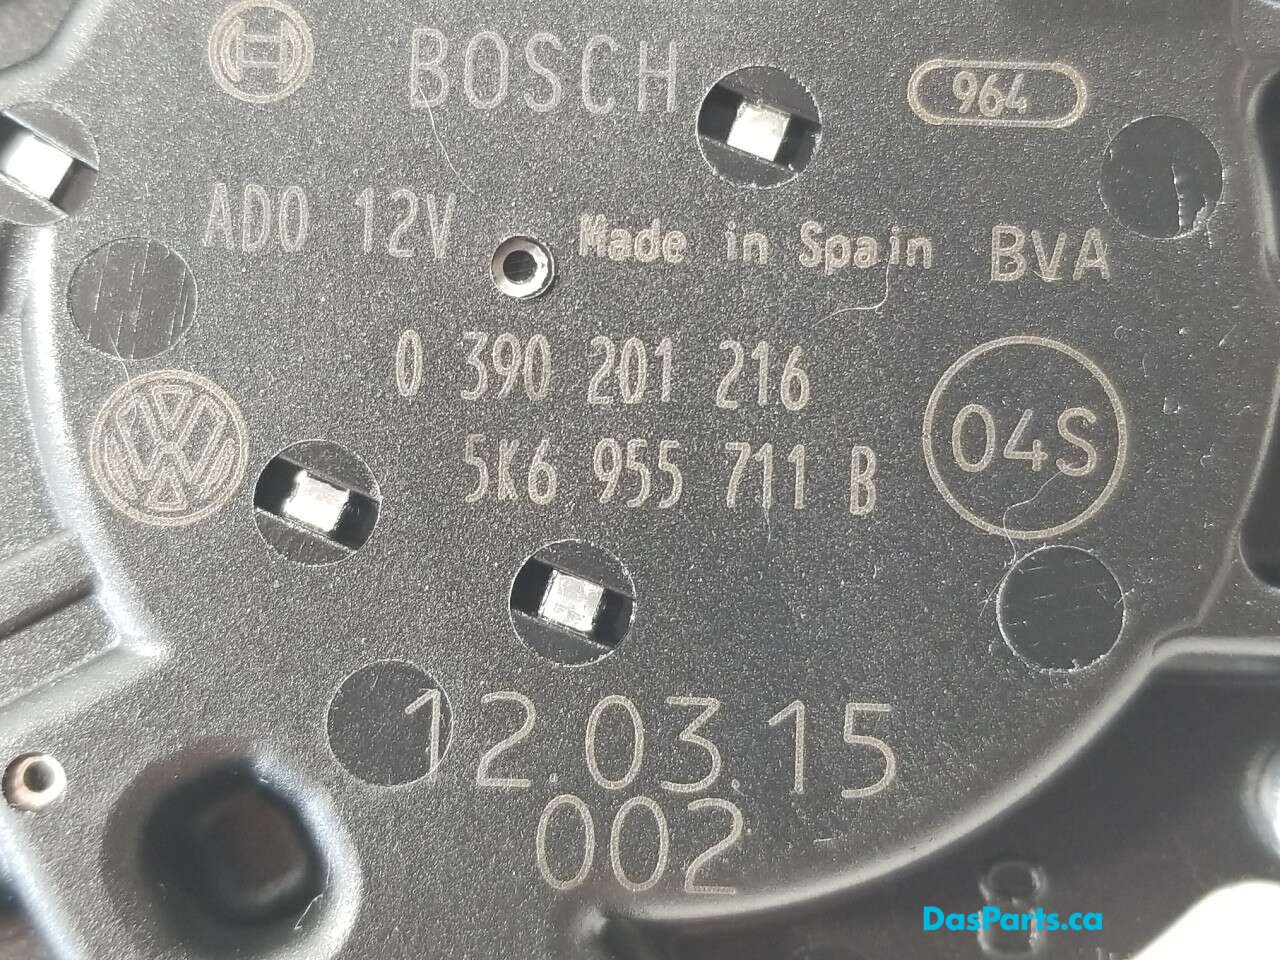 BOSCH 964
AD0 12V Made in Spain BVA
0 390 201 216
04S
5K6 955 711 B
12.03.15
002
DasParts.ca